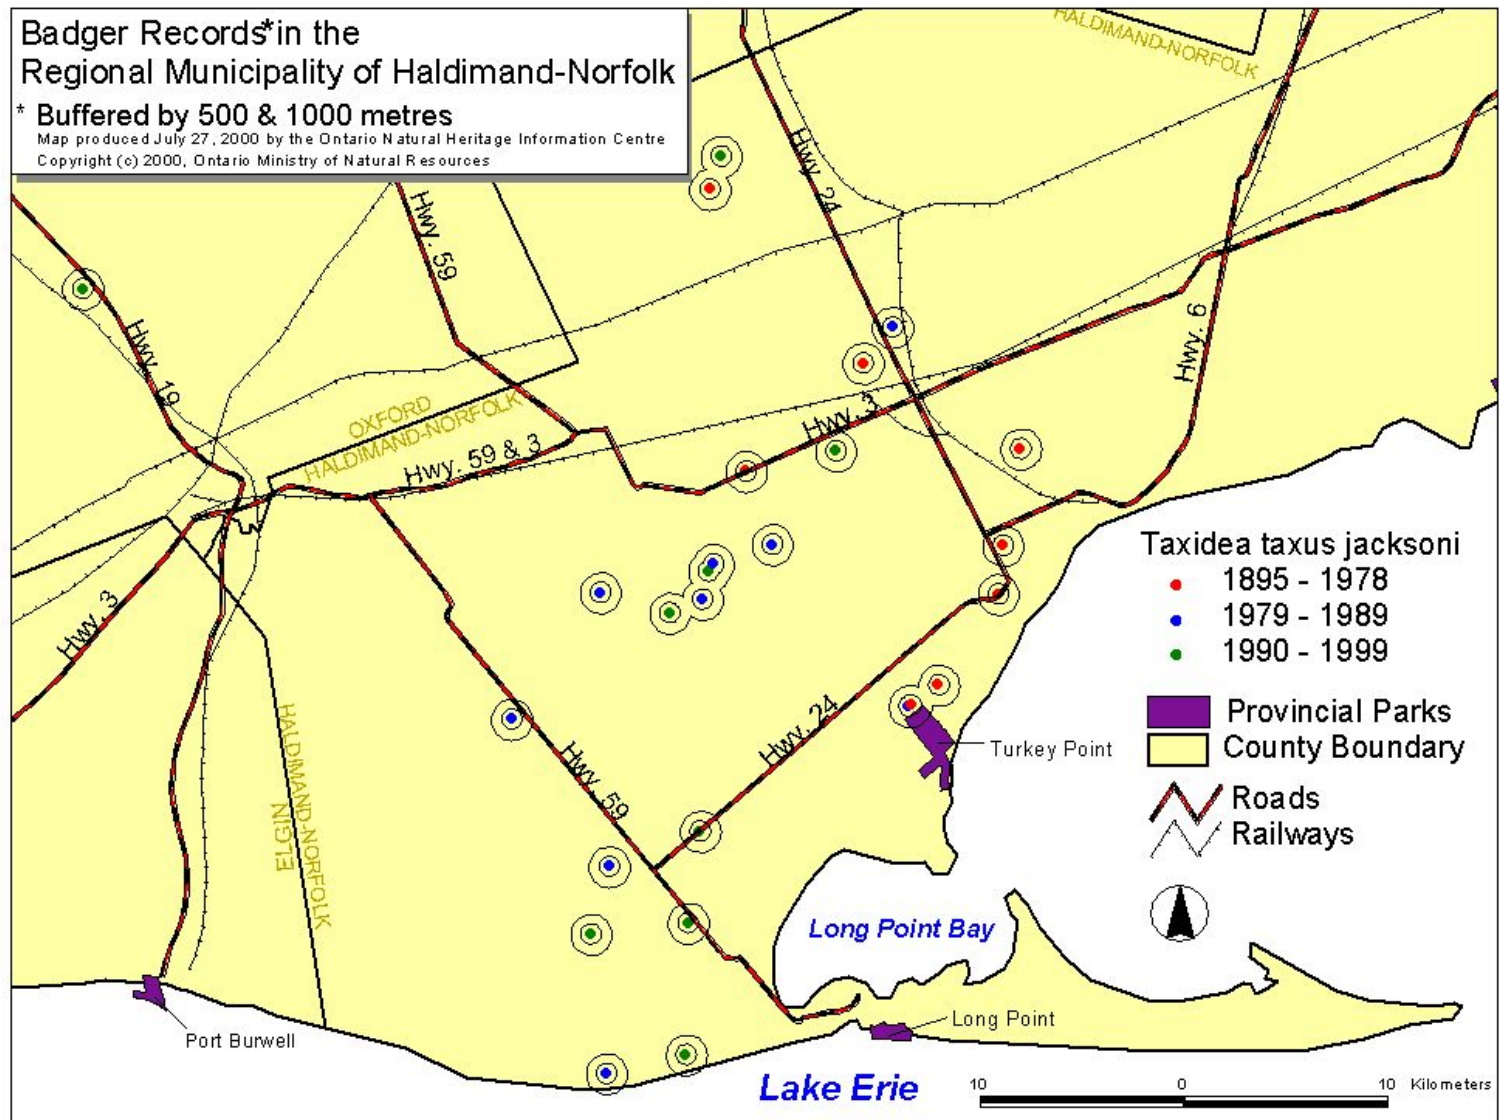 Badger Records*in the
Regional Municipality of Haldimand-Norfolk
* Buffered by 500 & 1000 metres
Map produced July 27, 2000 by the Ontario Natural Heritage Information Centre
Copyright (c) 2000, Ontario Ministry of Natural Resources
HALDIMAND-NORFOLK
Hwy. 24
Hwy. 59
Hwy. 19
Hwy. 6
OXFORD
HALDIMAND-NORFOLK
Hwy. 3
Hwy. 59 & 3
Hwy. 3
Taxidea taxus jacksoni
1895 - 1978
1979 - 1989
1990 - 1999
Provincial Parks
County Boundary
Roads
Railways
Hwy. 24
Turkey Point
Hwy. 59
HALDIMAND-NORFOLK
ELGIN
Long Point Bay
Long Point
Port Burwell
Lake Erie
10 0 10 Kilometers